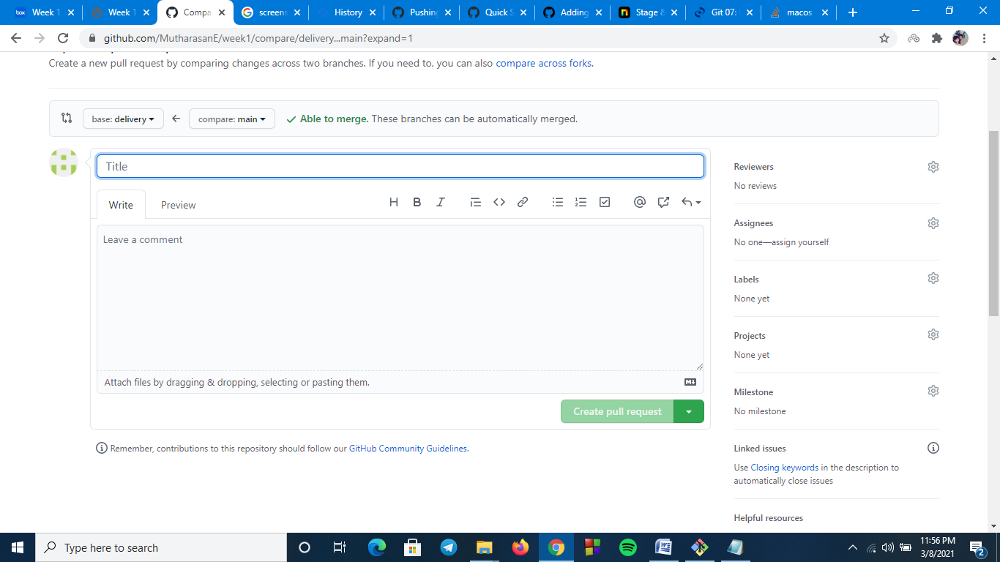 Week 1
Week 1
Compa
screens
History
Pushing
Quick S
Adding
Stage &
Git 07:
macos
github.com/MutharasanE/week1/compare/delivery...main?expand=1
Create a new pull request by comparing changes across two branches. If you need to, you can also compare across forks.
base: delivery
compare: main
Able to merge. These branches can be automatically merged.
Title
Write
Preview
Leave a comment
Attach files by dragging & dropping, selecting or pasting them.
Create pull request
Remember, contributions to this repository should follow our GitHub Community Guidelines.
Reviewers
No reviews
Assignees
No one—assign yourself
Labels
None yet
Projects
None yet
Milestone
No milestone
Linked issues
Use Closing keywords in the description to
automatically close issues
Helpful resources
Type here to search
11:56 PM
3/8/2021
2